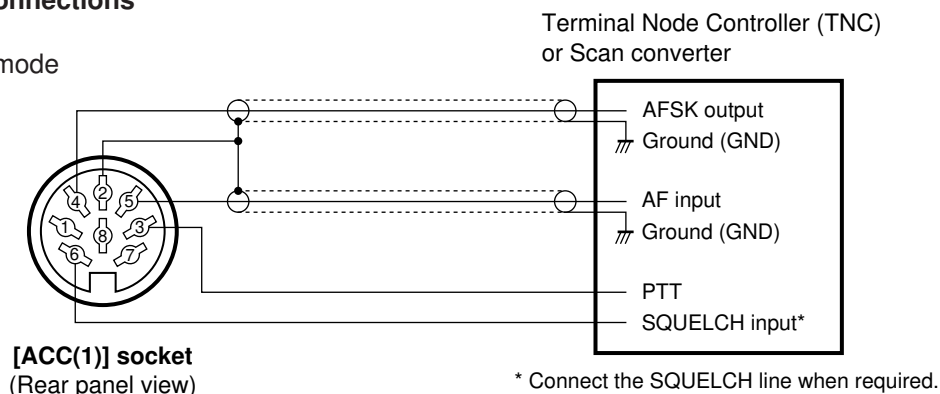 onnections
mode
Terminal Node Controller (TNC)
or Scan converter
AFSK output
Ground (GND)
AF input
Ground (GND)
PTT
SQUELCH input*
4 2 5
1 8 3
6 7
[ACC(1)] socket
(Rear panel view)
* Connect the SQUELCH line when required.